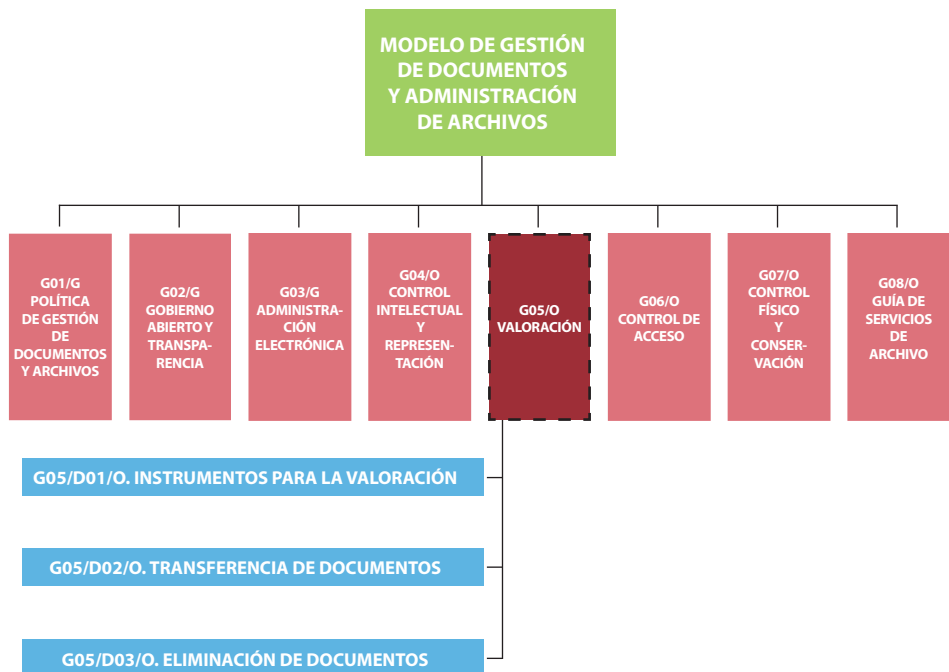 MODELO DE GESTIÓN
DE DOCUMENTOS
Y ADMINISTRACIÓN
DE ARCHIVOS
G01/G
POLÍTICA
DE GESTIÓN
DE
DOCUMENTOS
Y ARCHIVOS
G02/G
GOBIERNO
ABIERTO Y
TRANSPA-
RENCIA
G03/G
ADMINISTRA-
CIÓN
ELECTRÓNICA
G04/O
CONTROL
INTELECTUAL
Y
REPRESEN-
TACIÓN
G05/O
VALORACIÓN
G06/O
CONTROL DE
ACCESO
G07/O
CONTROL
FÍSICO
Y
CONSER-
VACIÓN
G08/O
GUÍA DE
SERVICIOS
DE
ARCHIVO
G05/D01/O. INSTRUMENTOS PARA LA VALORACIÓN
G05/D02/O. TRANSFERENCIA DE DOCUMENTOS
G05/D03/O. ELIMINACIÓN DE DOCUMENTOS